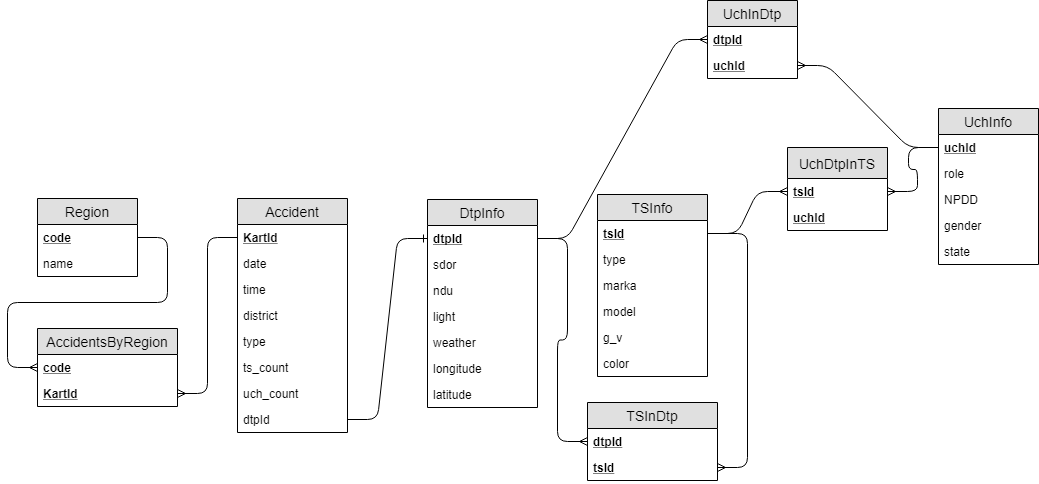 UchInDtp
dtpId
uchId
UchInfo
uchId
role
NPDD
gender
state
UchDtpInTS
tsId
uchId
Region
code
name
Accident
KartId
date
time
district
type
ts_count
uch_count
dtpId
DtpInfo
dtpId
sdor
ndu
light
weather
longitude
latitude
TSInfo
tsId
type
marka
model
g_v
color
AccidentsByRegion
code
KartId
TSInDtp
dtpId
tsId